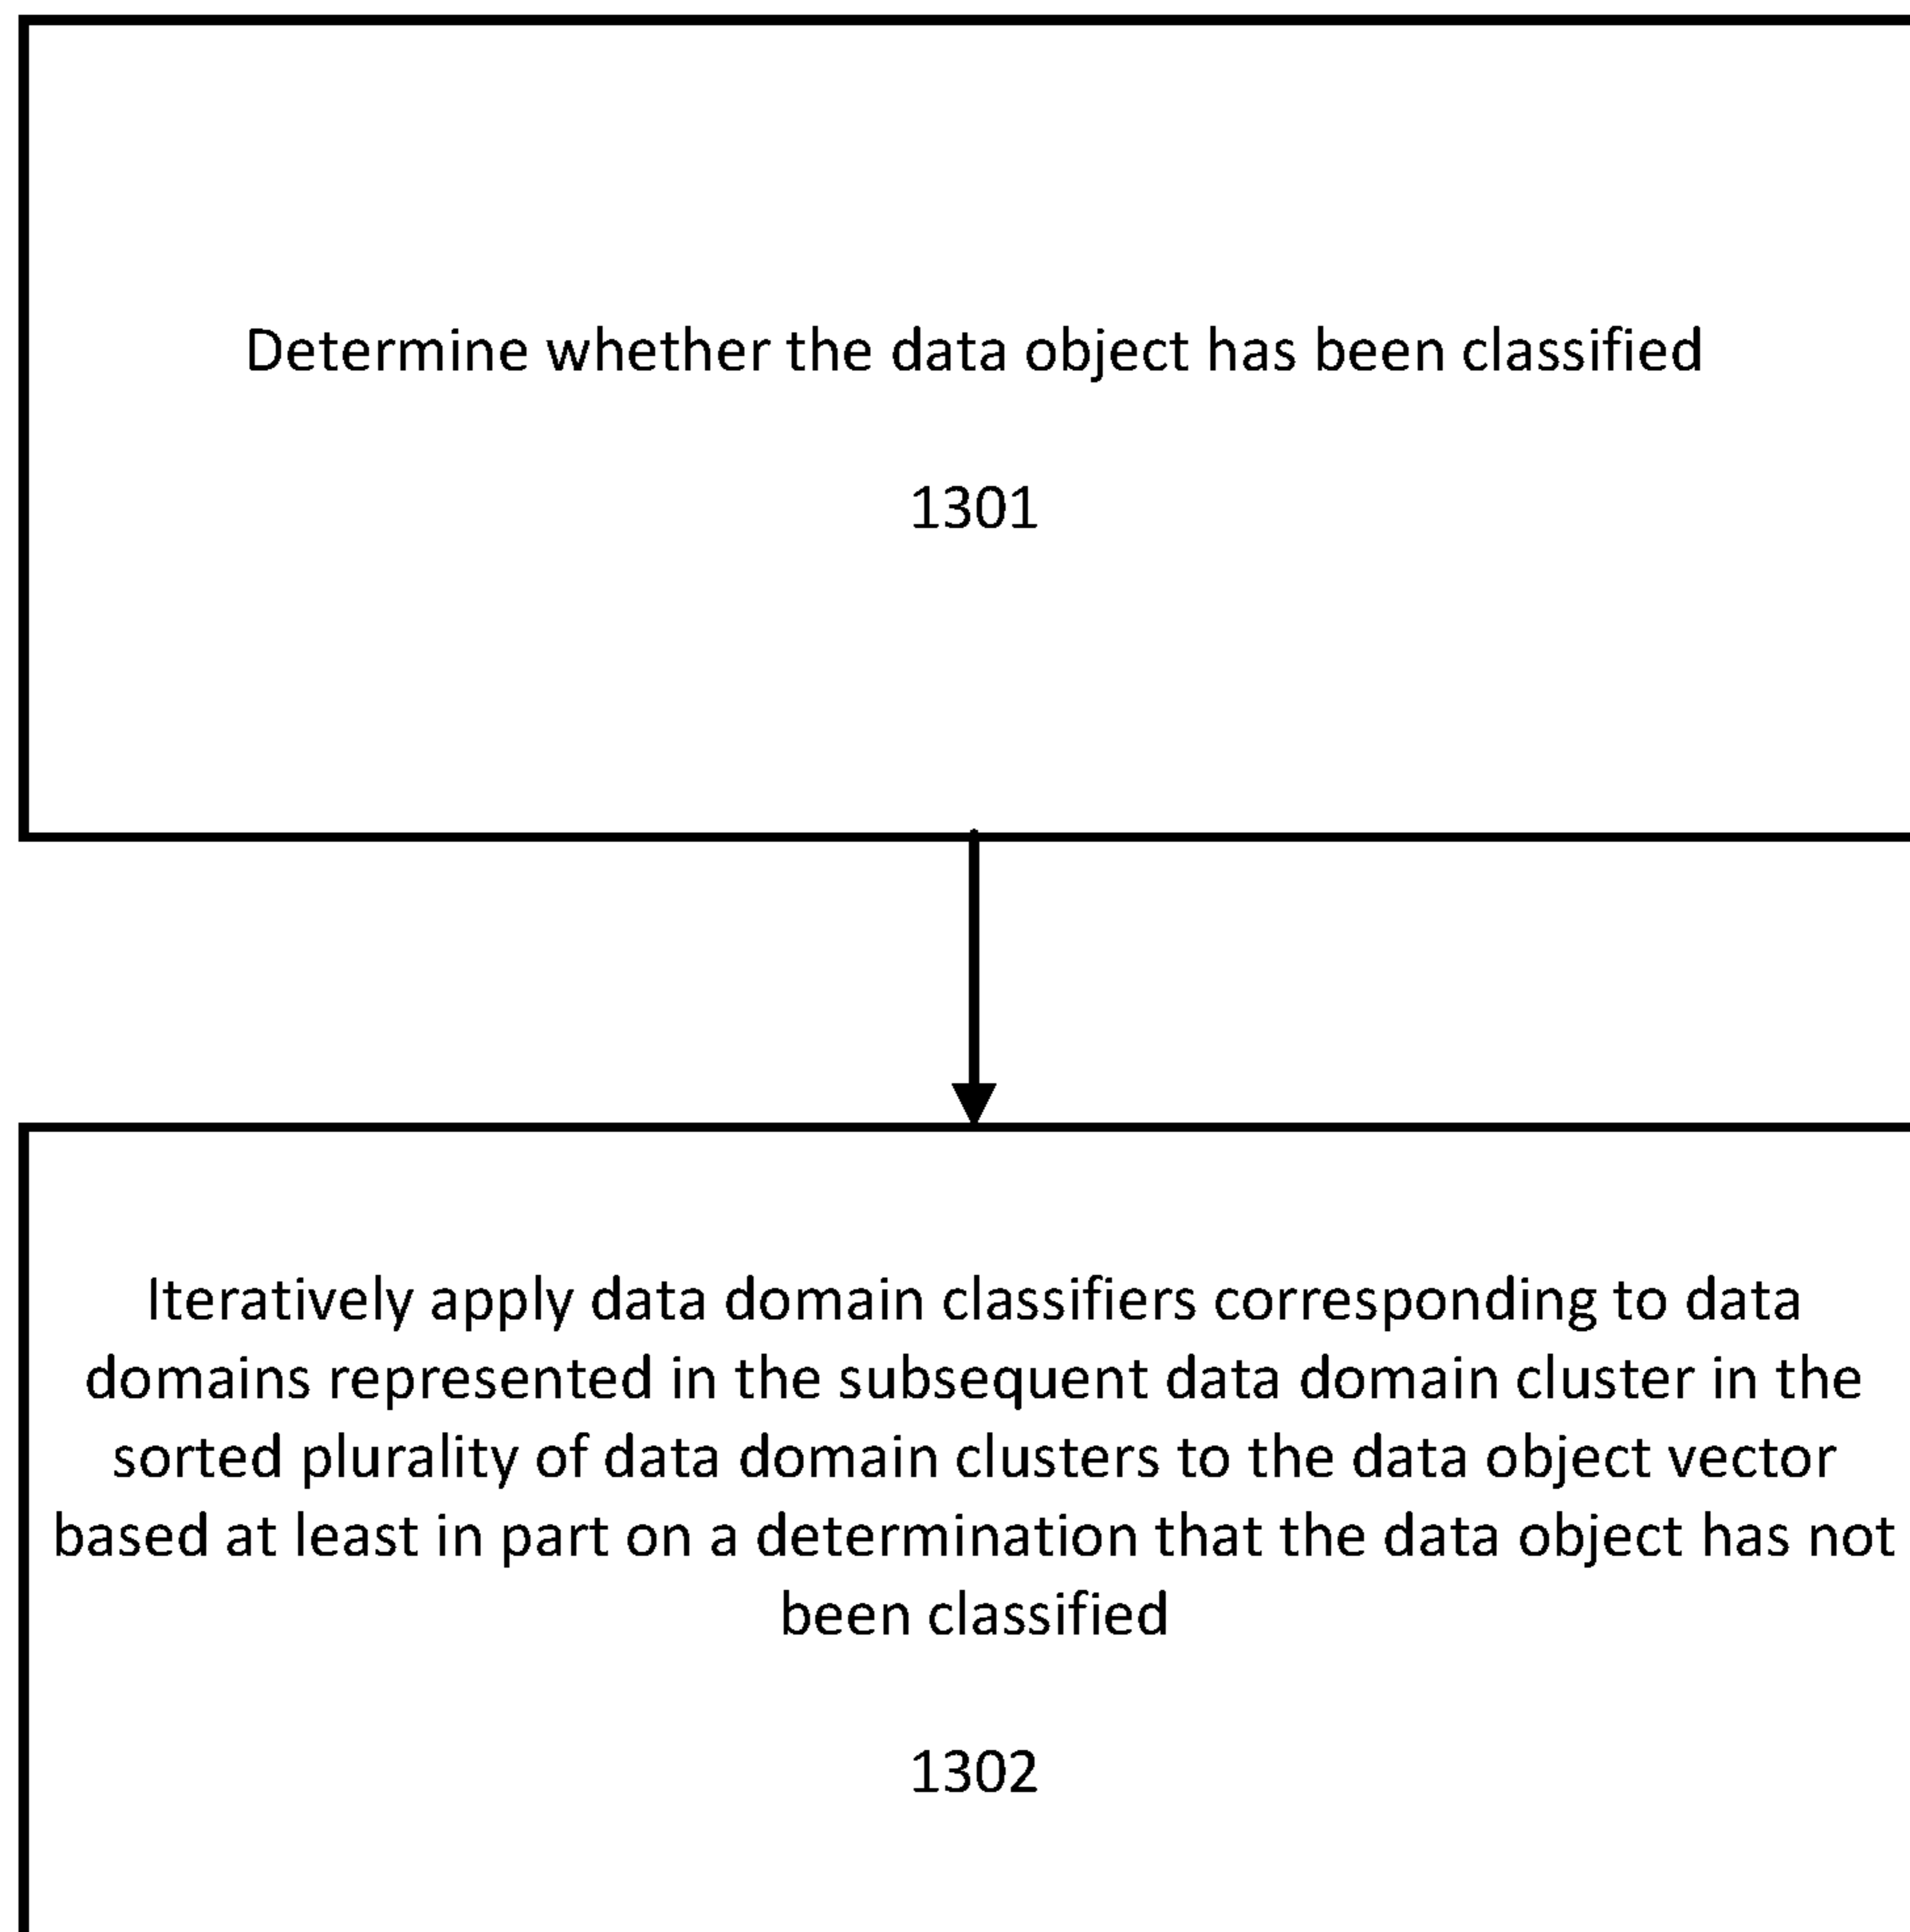 Determine whether the data object has been classified
1301
Iteratively apply data domain classifiers corresponding to data
domains represented in the subsequent data domain cluster in the
sorted plurality of data domain clusters to the data object vector
based at least in part on a determination that the data object has not
been classified
1302